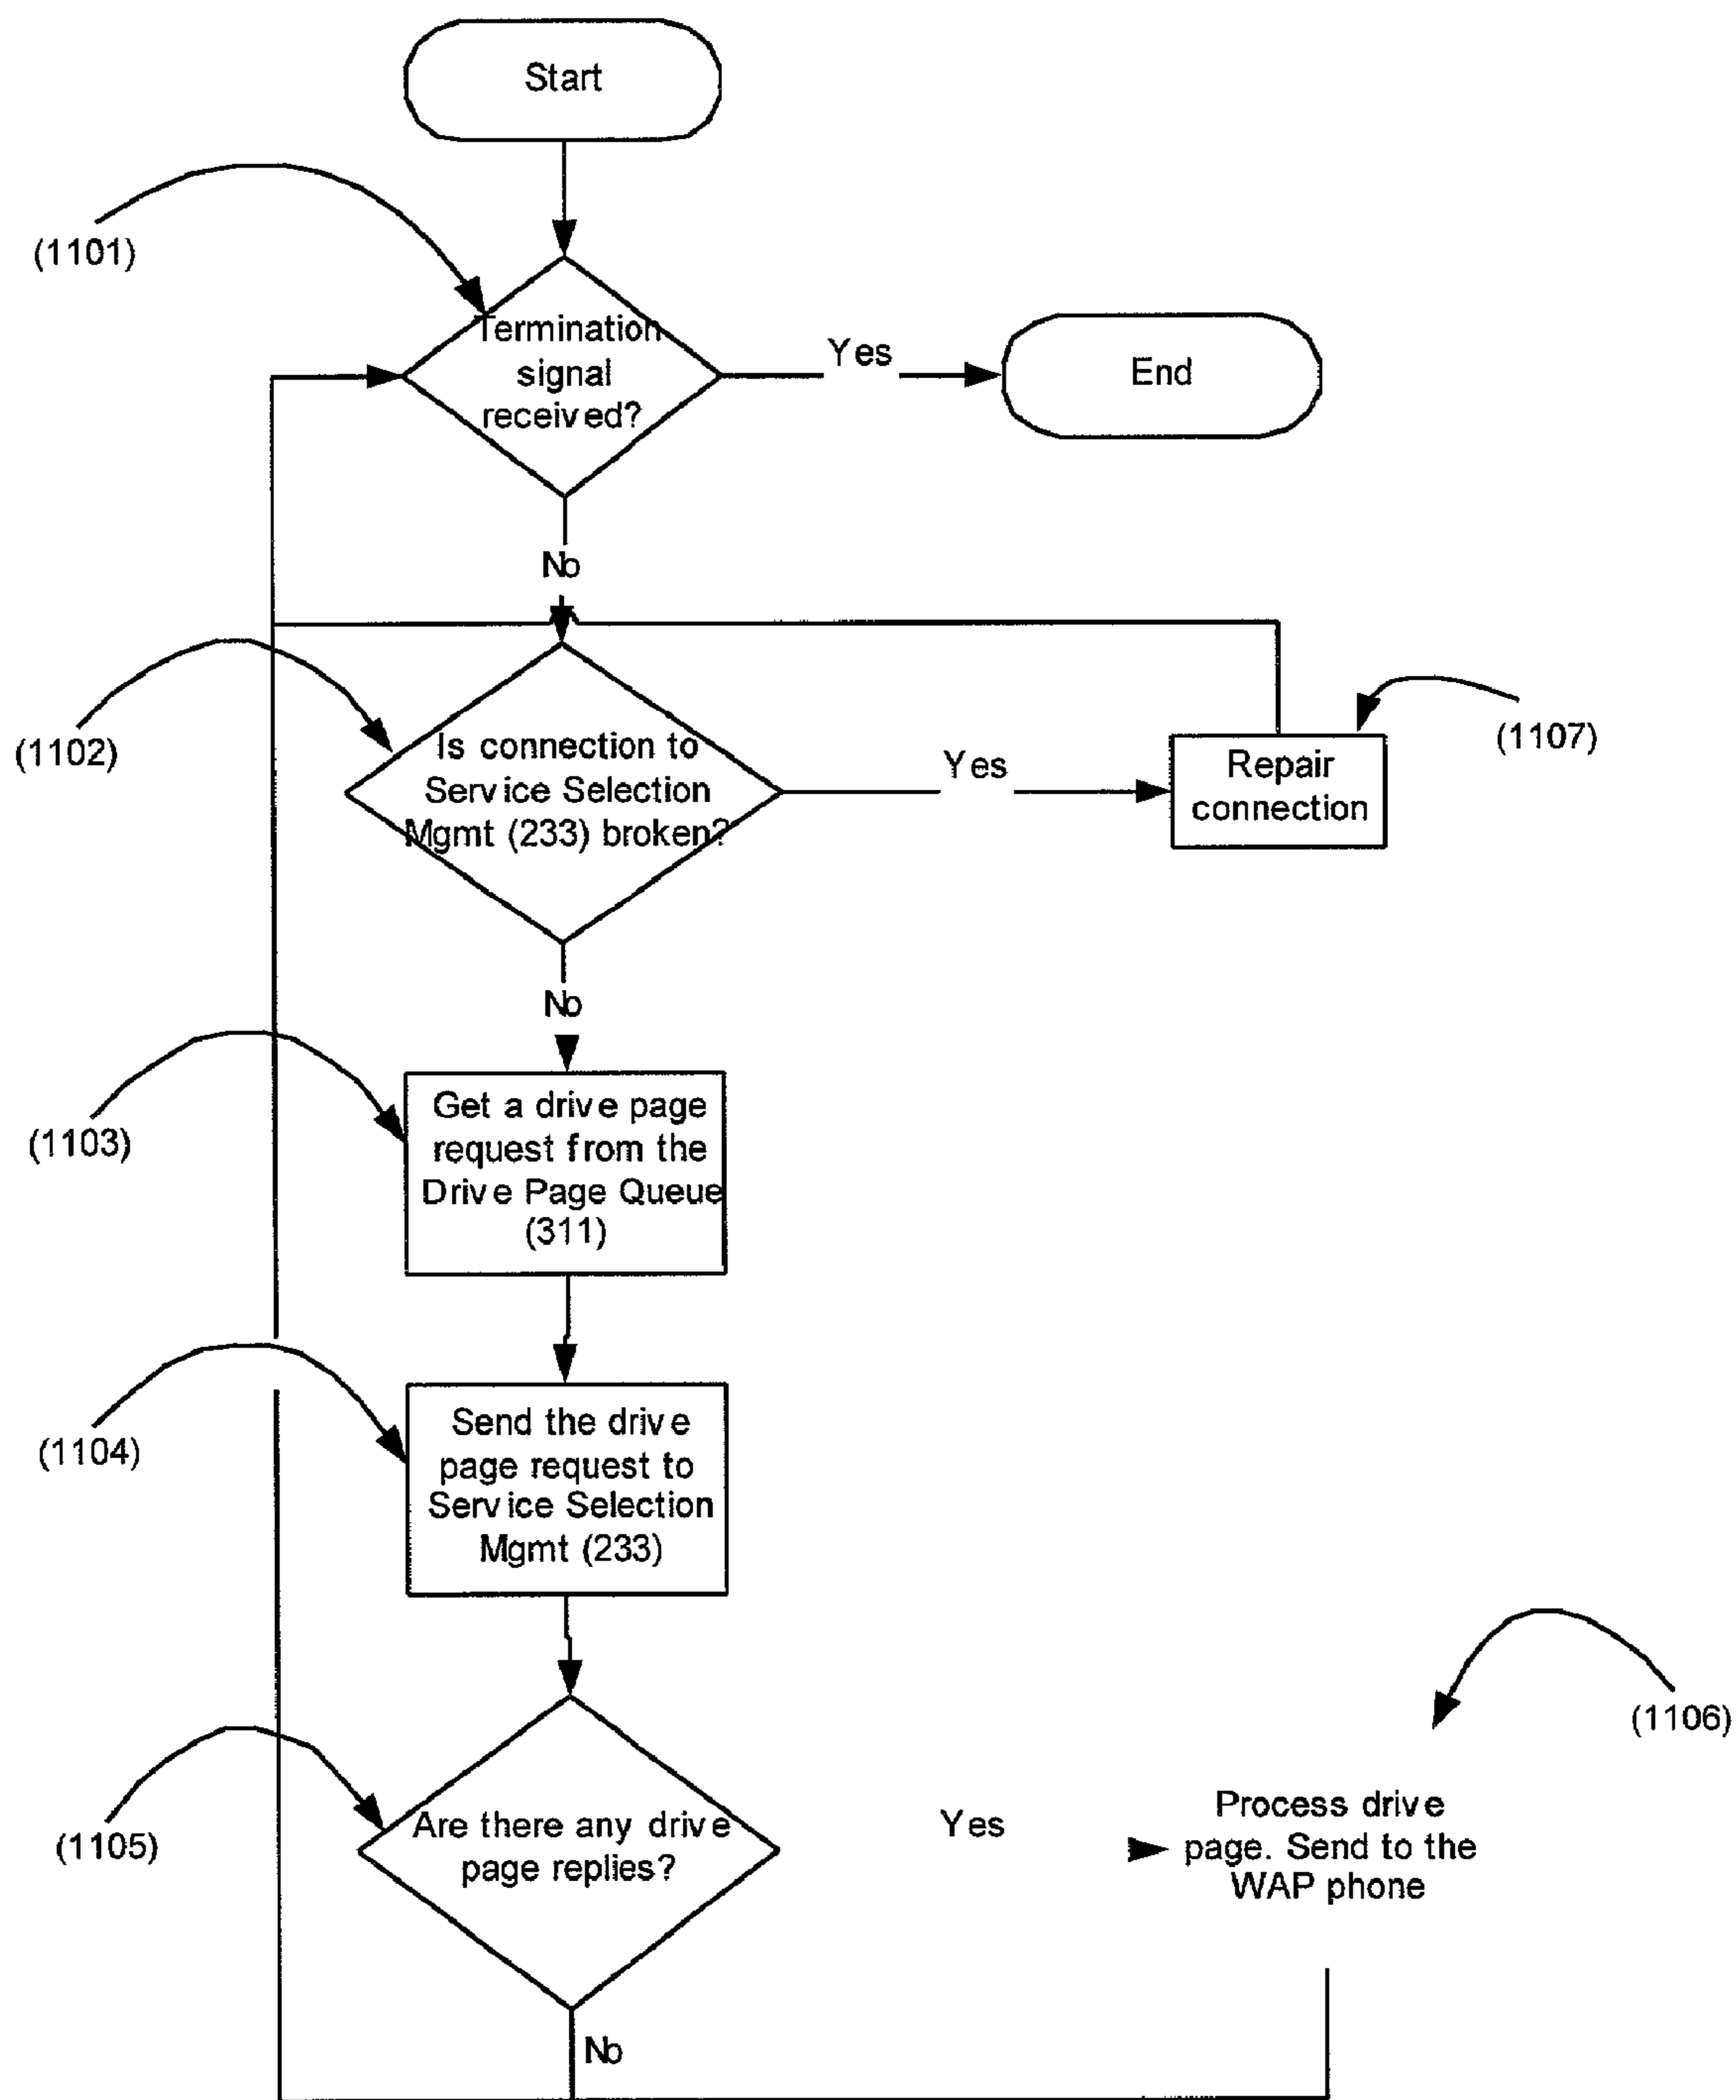 Start
(1101)
Termination
signal
received?
Yes
End
No
(1102)
Is connection to
Service Selection
Mgmt (233) broken?
Yes
Repair
connection
(1107)
No
(1103)
Get a drive page
request from the
Drive Page Queue
(311)
(1104)
Send the drive
page request to
Service Selection
Mgmt (233)
(1105)
Are there any drive
page replies?
Yes
Process drive
page. Send to the
WAP phone
(1106)
No